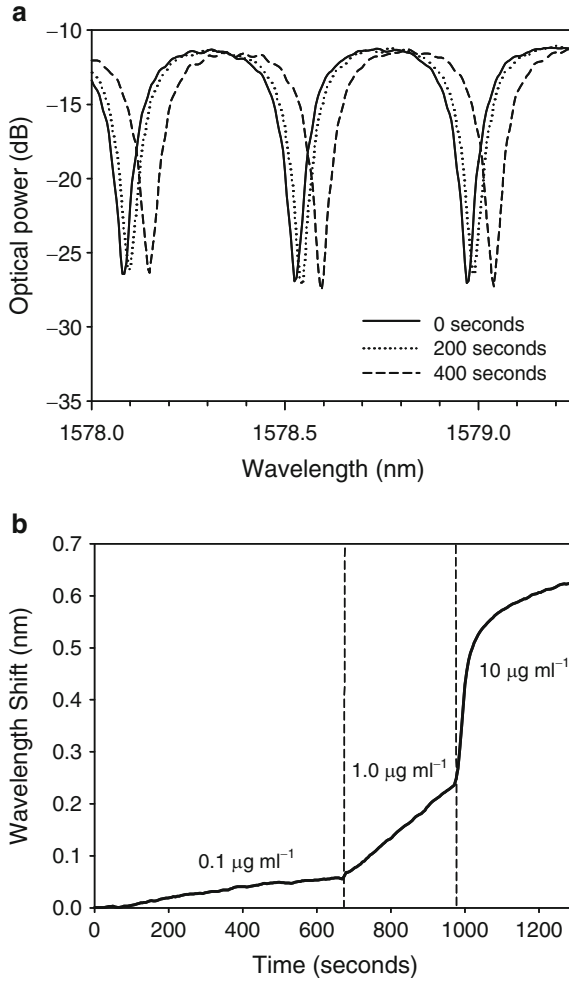 a
Optical power (dB)
−10
−15
−20
−25
−30
−35
0 seconds
200 seconds
400 seconds
1578.0
1578.5
1579.0
Wavelength (nm)
b
Wavelength Shift (nm)
0.7
0.6
0.5
0.4
0.3
0.2
0.1
0.0
10 µg ml⁻¹
1.0 µg ml⁻¹
0.1 µg ml⁻¹
0
200
400
600
800
1000
1200
Time (seconds)